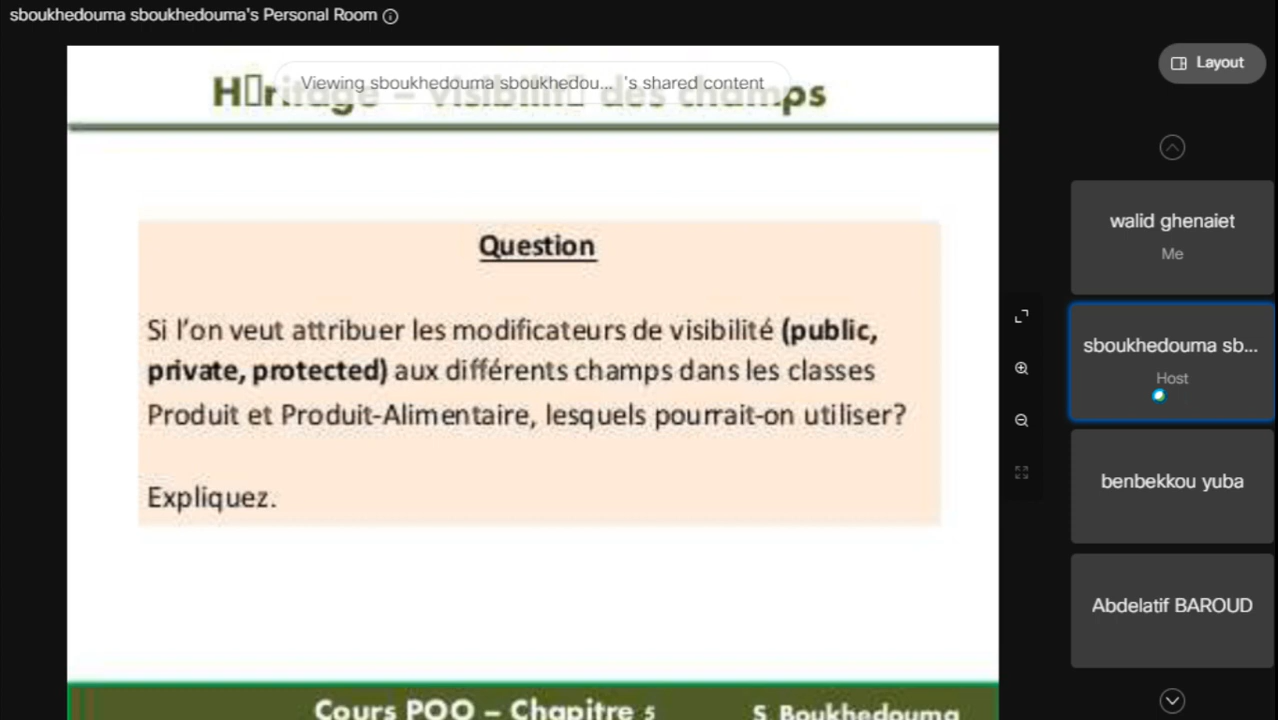 sboukhedouma sboukhedouma's Personal Room
Viewing sboukhedouma sboukhedou... 's shared content
Layout
Question
Si l'on veut attribuer les modificateurs de visibilité (public,
private, protected) aux différents champs dans les classes
Produit et Produit-Alimentaire, lesquels pourrait-on utiliser?
Expliquez.
Cours POO – Chapitre 5
S Boukhedouma
walid ghenaiet
Me
sboukhedouma sb...
Host
benbekkou yuba
Abdelatif BAROUD